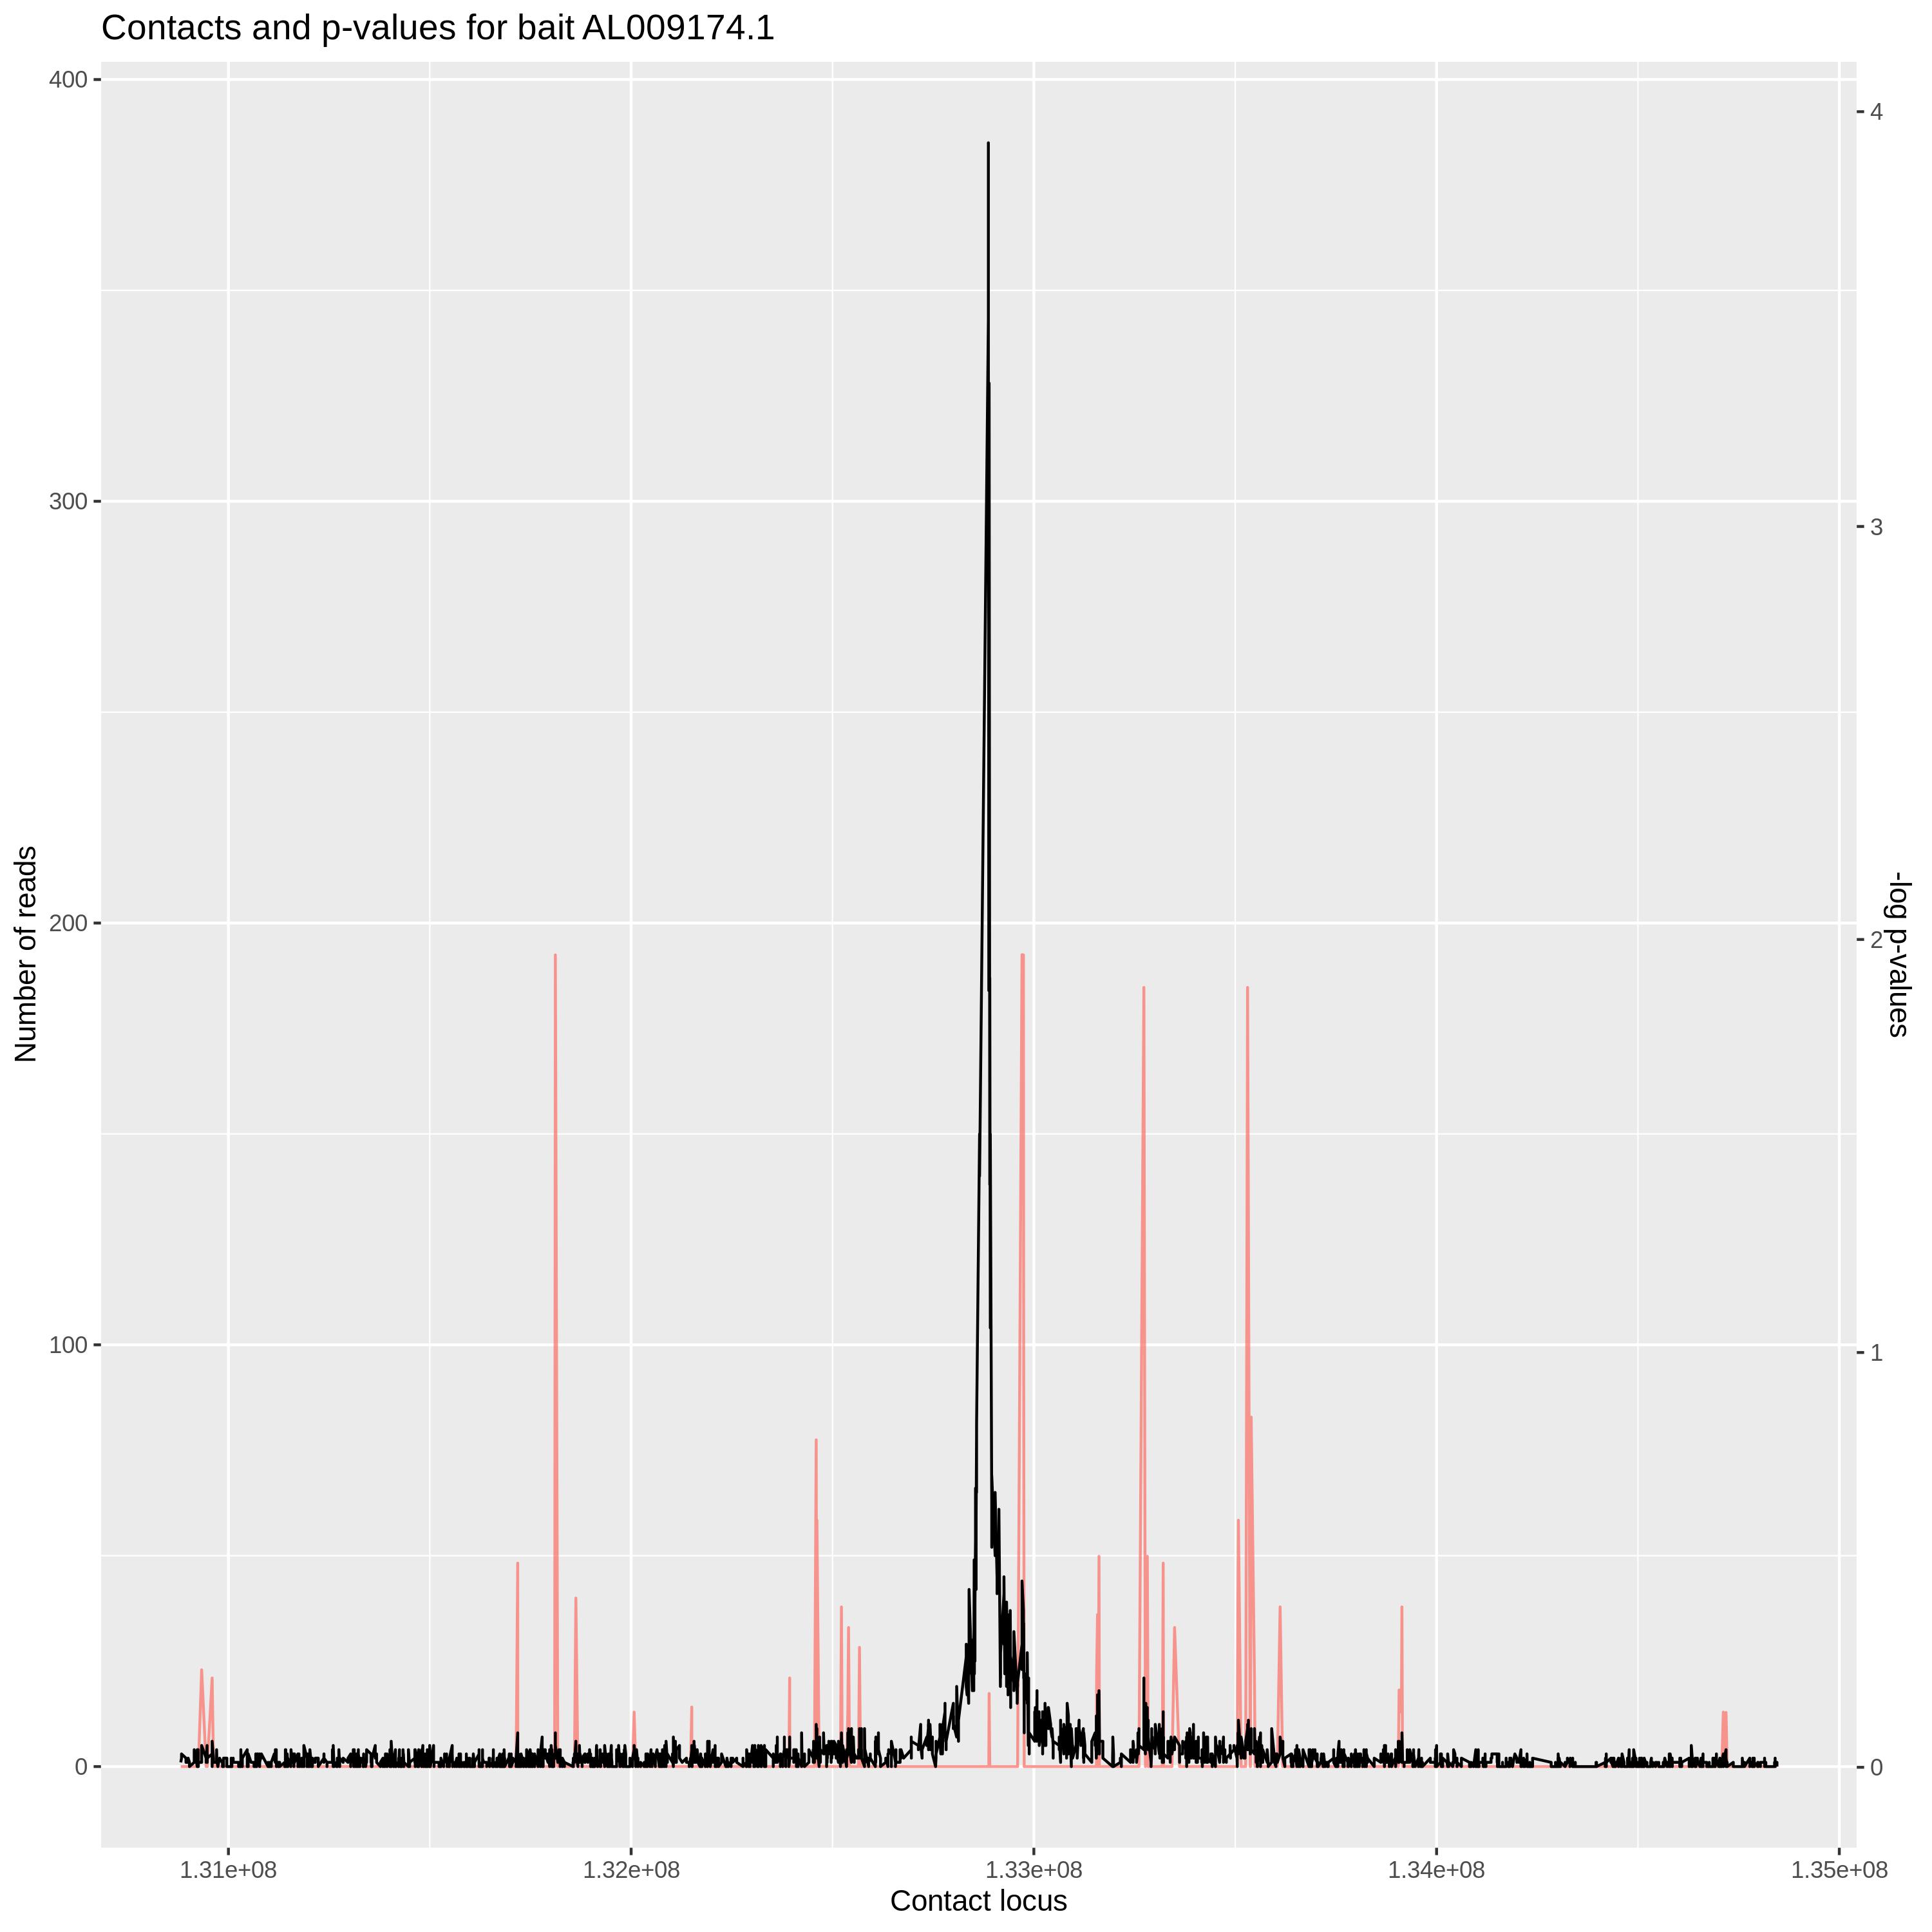 Contacts and p-values for bait AL009174.1
400
300
200
100
0
Number of reads
4
3
2
1
0
-log p-values
1.31e+08
1.32e+08
1.33e+08
1.34e+08
1.35e+08
Contact locus